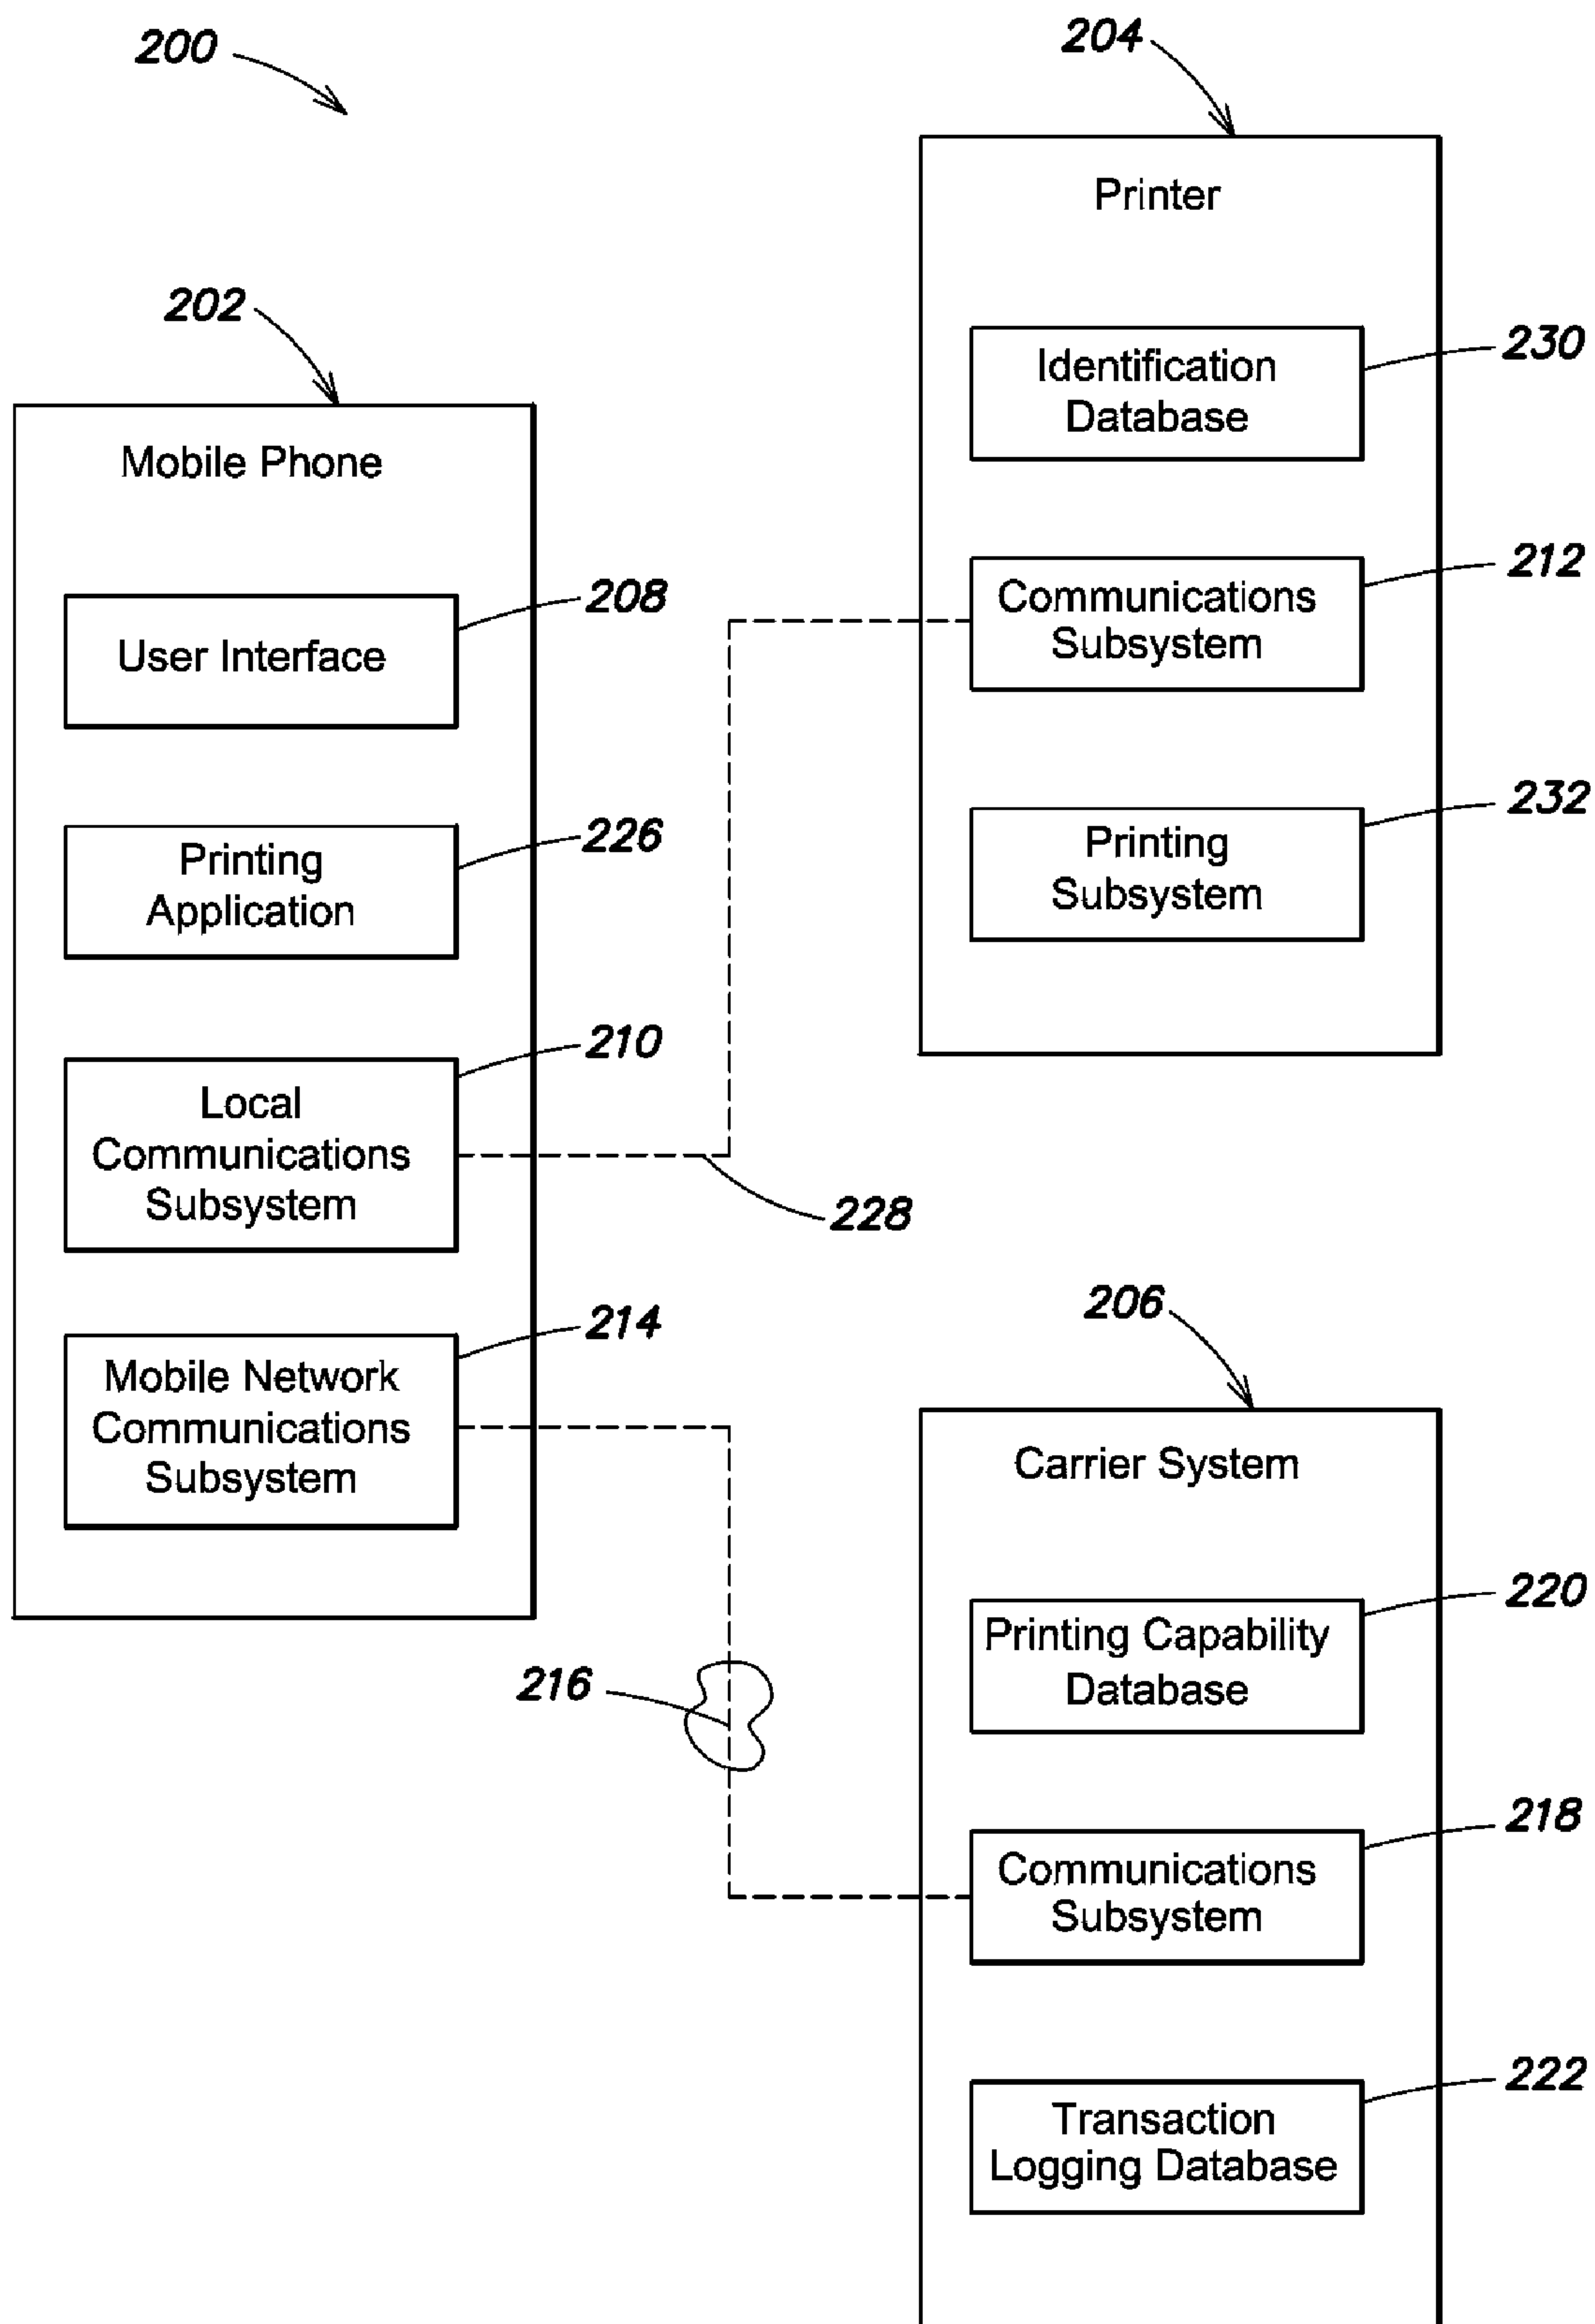 200
204
Printer
202
230
Identification
Database
Mobile Phone
212
Communications
Subsystem
208
User Interface
232
Printing
Subsystem
226
Printing
Application
210
Local
Communications
Subsystem
228
206
214
Mobile Network
Communications
Subsystem
Carrier System
220
Printing Capability
Database
216
218
Communications
Subsystem
222
Transaction
Logging Database